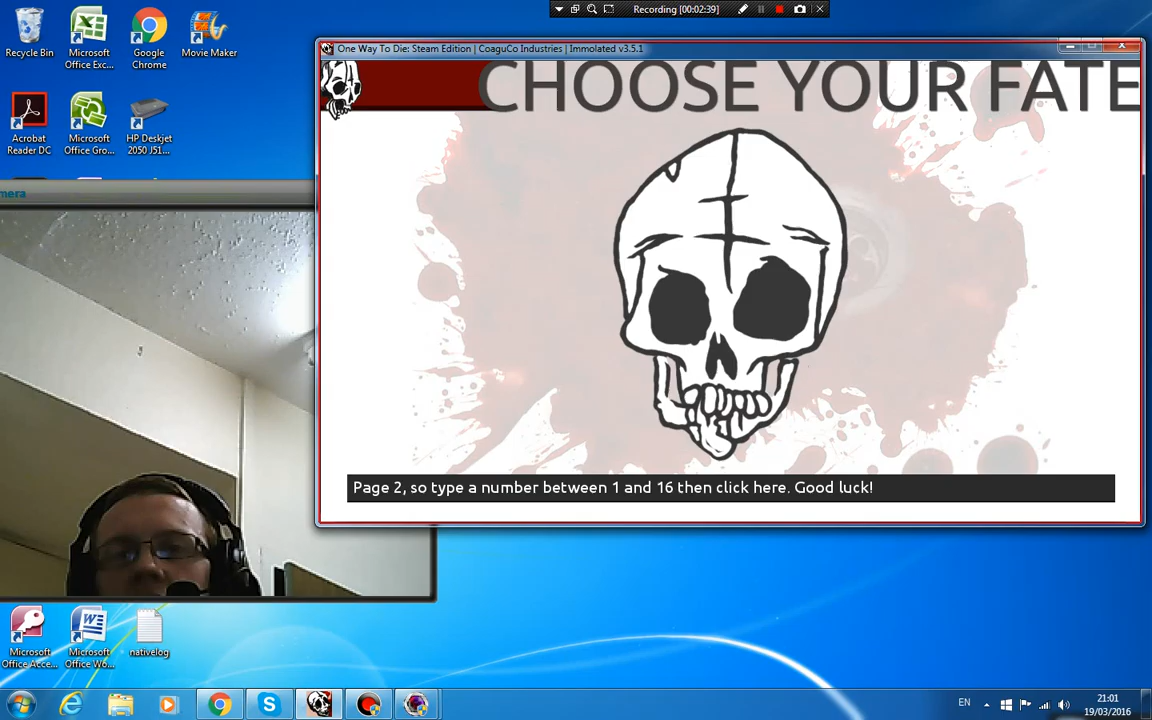 Recording [00:02:39]
Recycle Bin
Microsoft Office Exc...
Google Chrome
Movie Maker
One Way To Die: Steam Edition | CoaguCo Industries | Immolated v3.5.1
CHOOSE YOUR FATE
Acrobat Reader DC
Microsoft Office Gro...
HP Deskjet 2050 J51...
mera
Page 2, so type a number between 1 and 16 then click here. Good luck!
Microsoft Office Acce...
Microsoft Office Wo...
nativelog
EN
21:01
19/03/2016